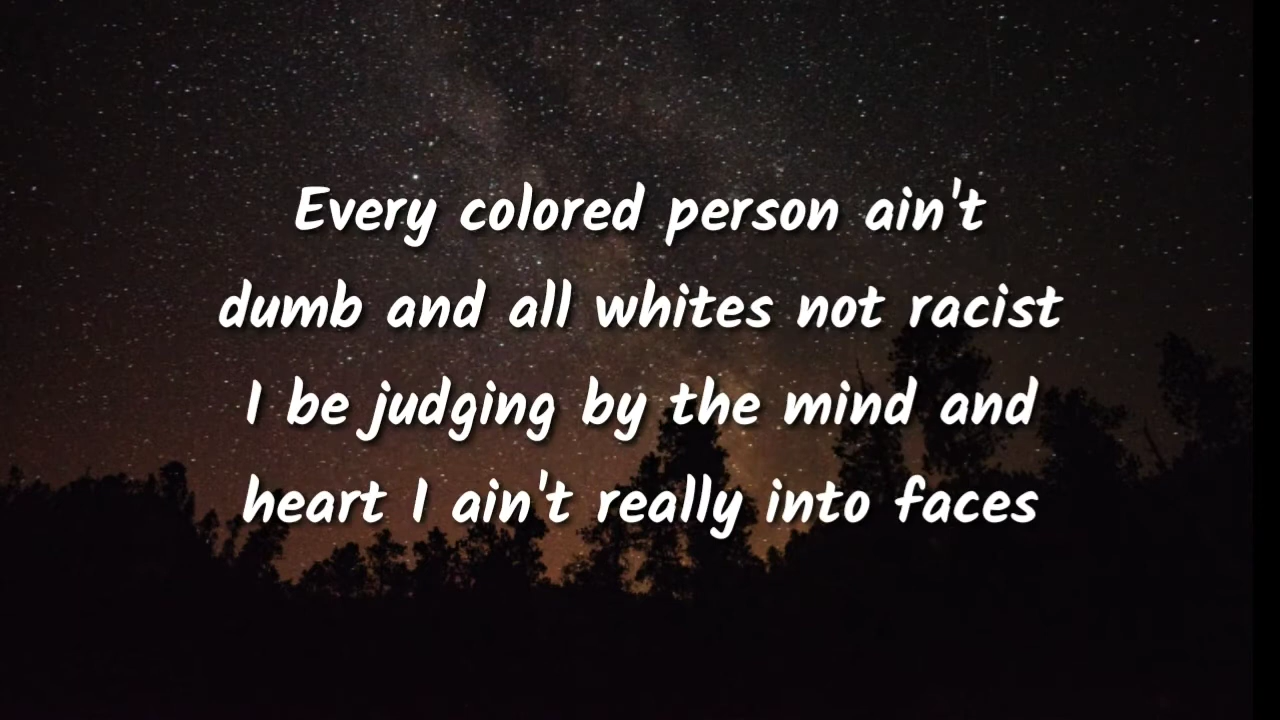 Every colored person ain't
dumb and all whites not racist
I be judging by the mind and
heart I ain't really into faces